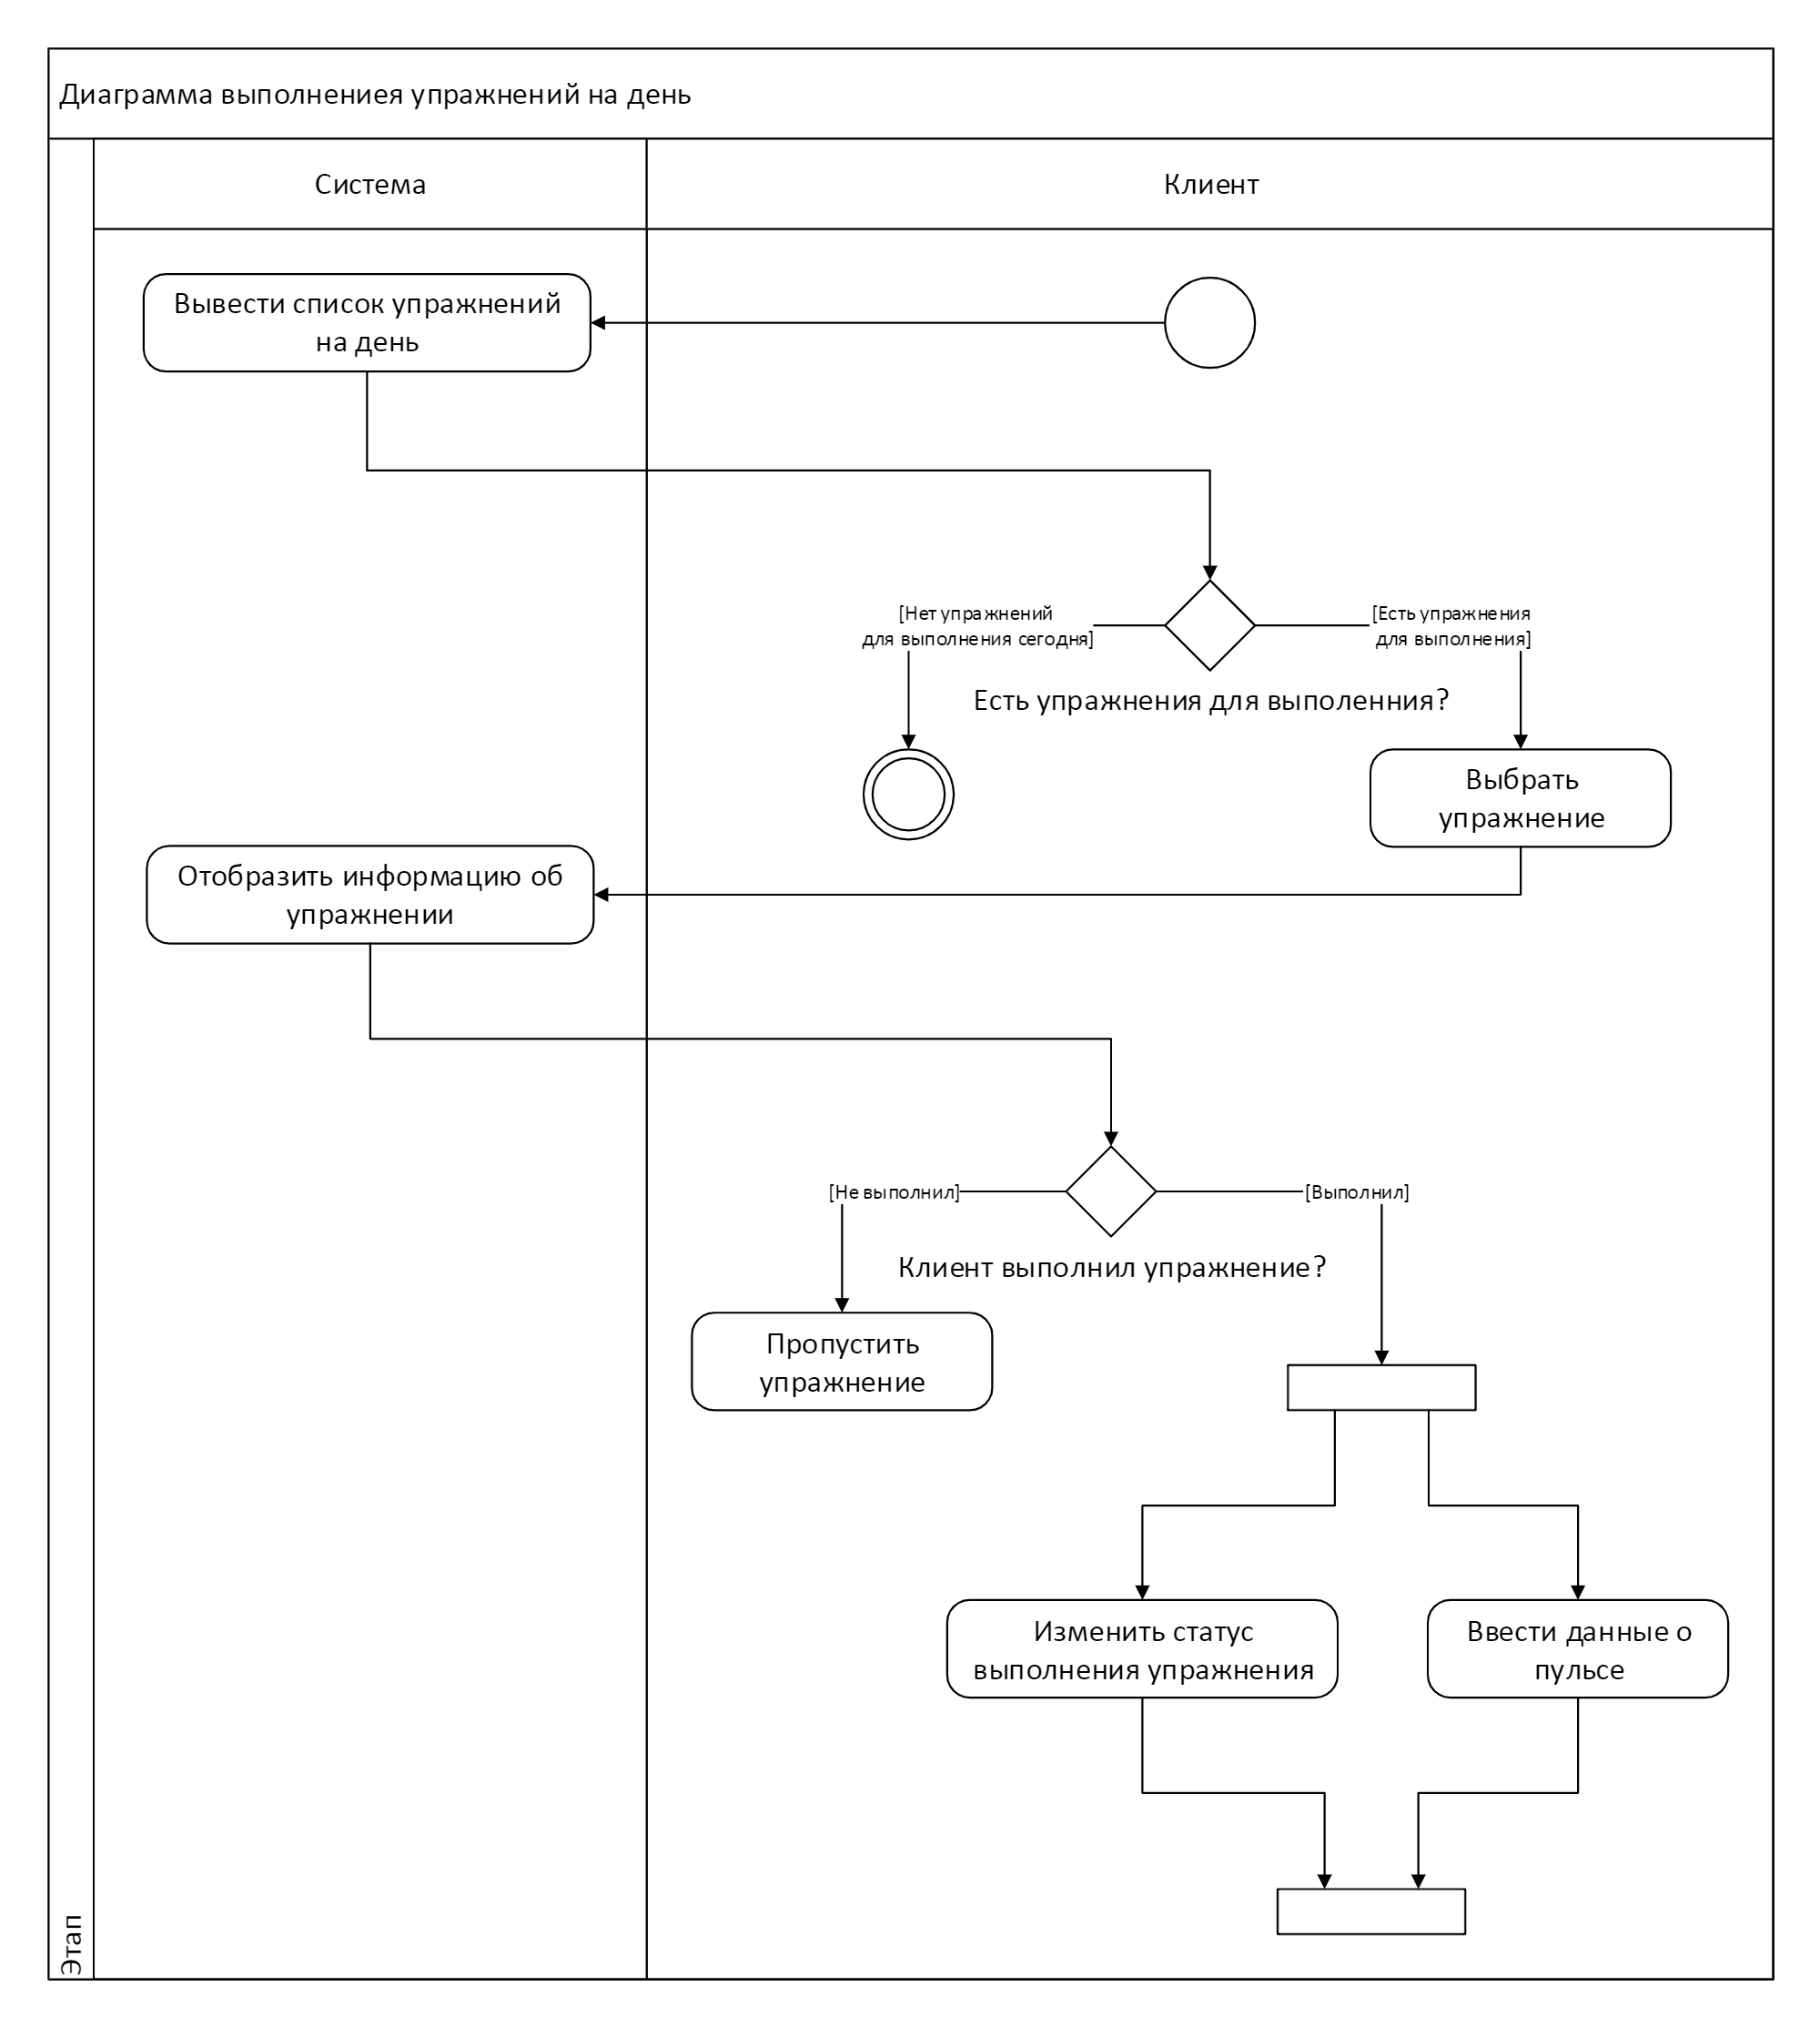 Диаграмма выполнениея упражнений на день
Система
Клиент
Вывести список упражнений
на день
[Нет упражнений
для выполнения сегодня]
[Есть упражнения
для выполнения]
Есть упражнения для выполенния?
Выбрать
упражнение
Отобразить информацию об
упражнении
[Не выполнил]
[Выполнил]
Клиент выполнил упражнение?
Пропустить
упражнение
Изменить статус
выполнения упражнения
Ввести данные о
пульсе
Этап